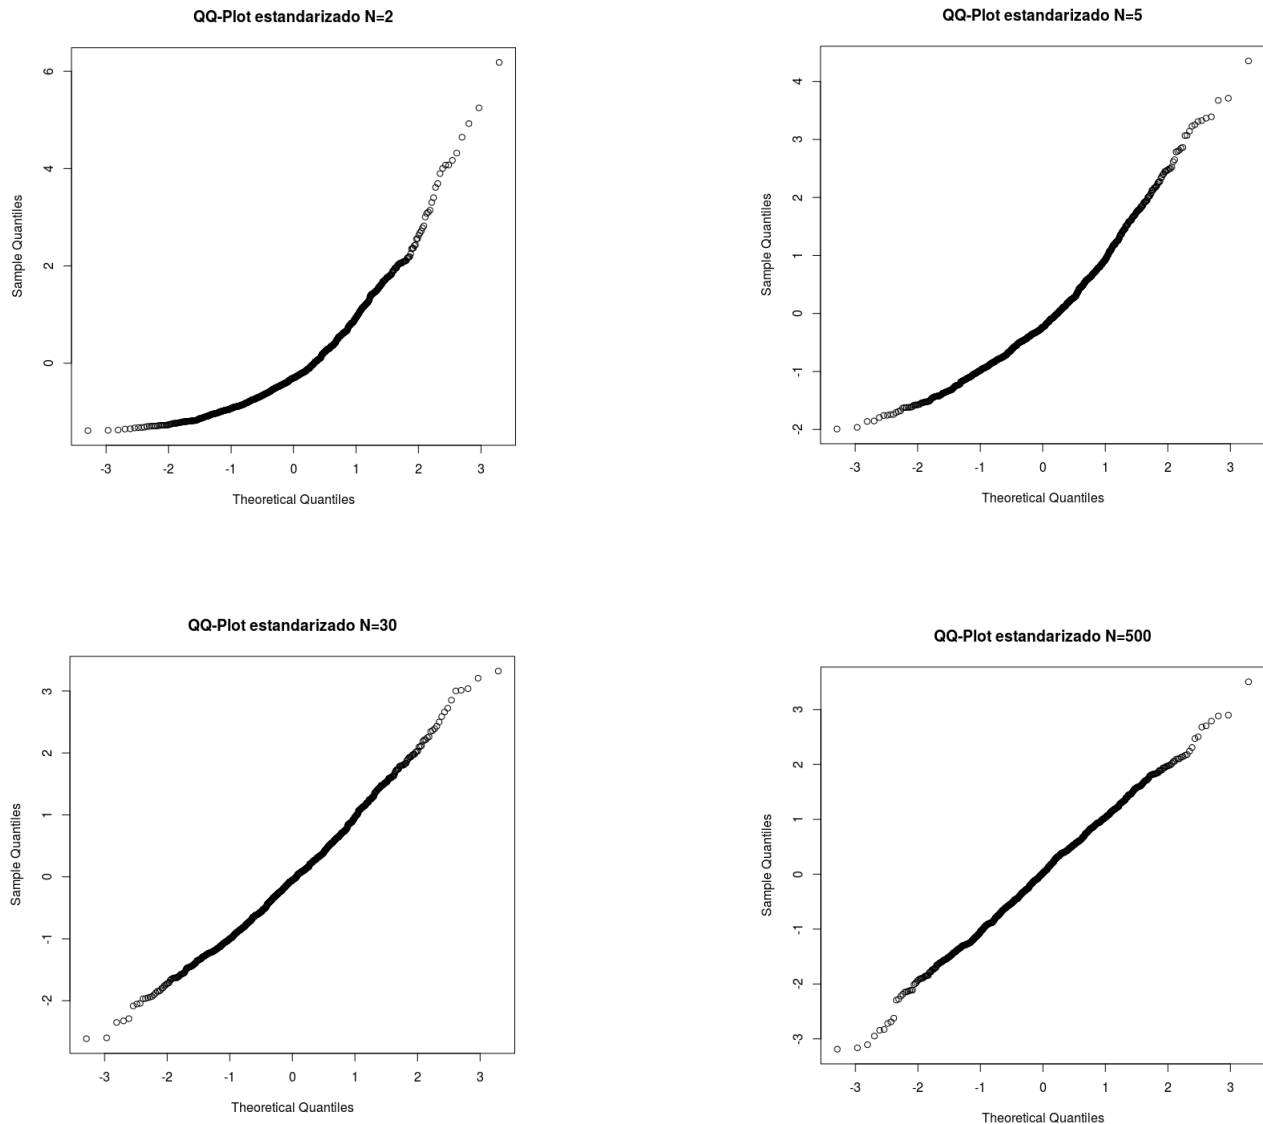 QQ-Plot estandarizado N=2
Sample Quantiles
6
4
2
0
-3 -2 -1 0 1 2 3
Theoretical Quantiles
QQ-Plot estandarizado N=5
Sample Quantiles
4
3
2
1
0
-1
-2
-3 -2 -1 0 1 2 3
Theoretical Quantiles
QQ-Plot estandarizado N=30
Sample Quantiles
3
2
1
0
-1
-2
-3 -2 -1 0 1 2 3
Theoretical Quantiles
QQ-Plot estandarizado N=500
Sample Quantiles
3
2
1
0
-1
-2
-3
-3 -2 -1 0 1 2 3
Theoretical Quantiles